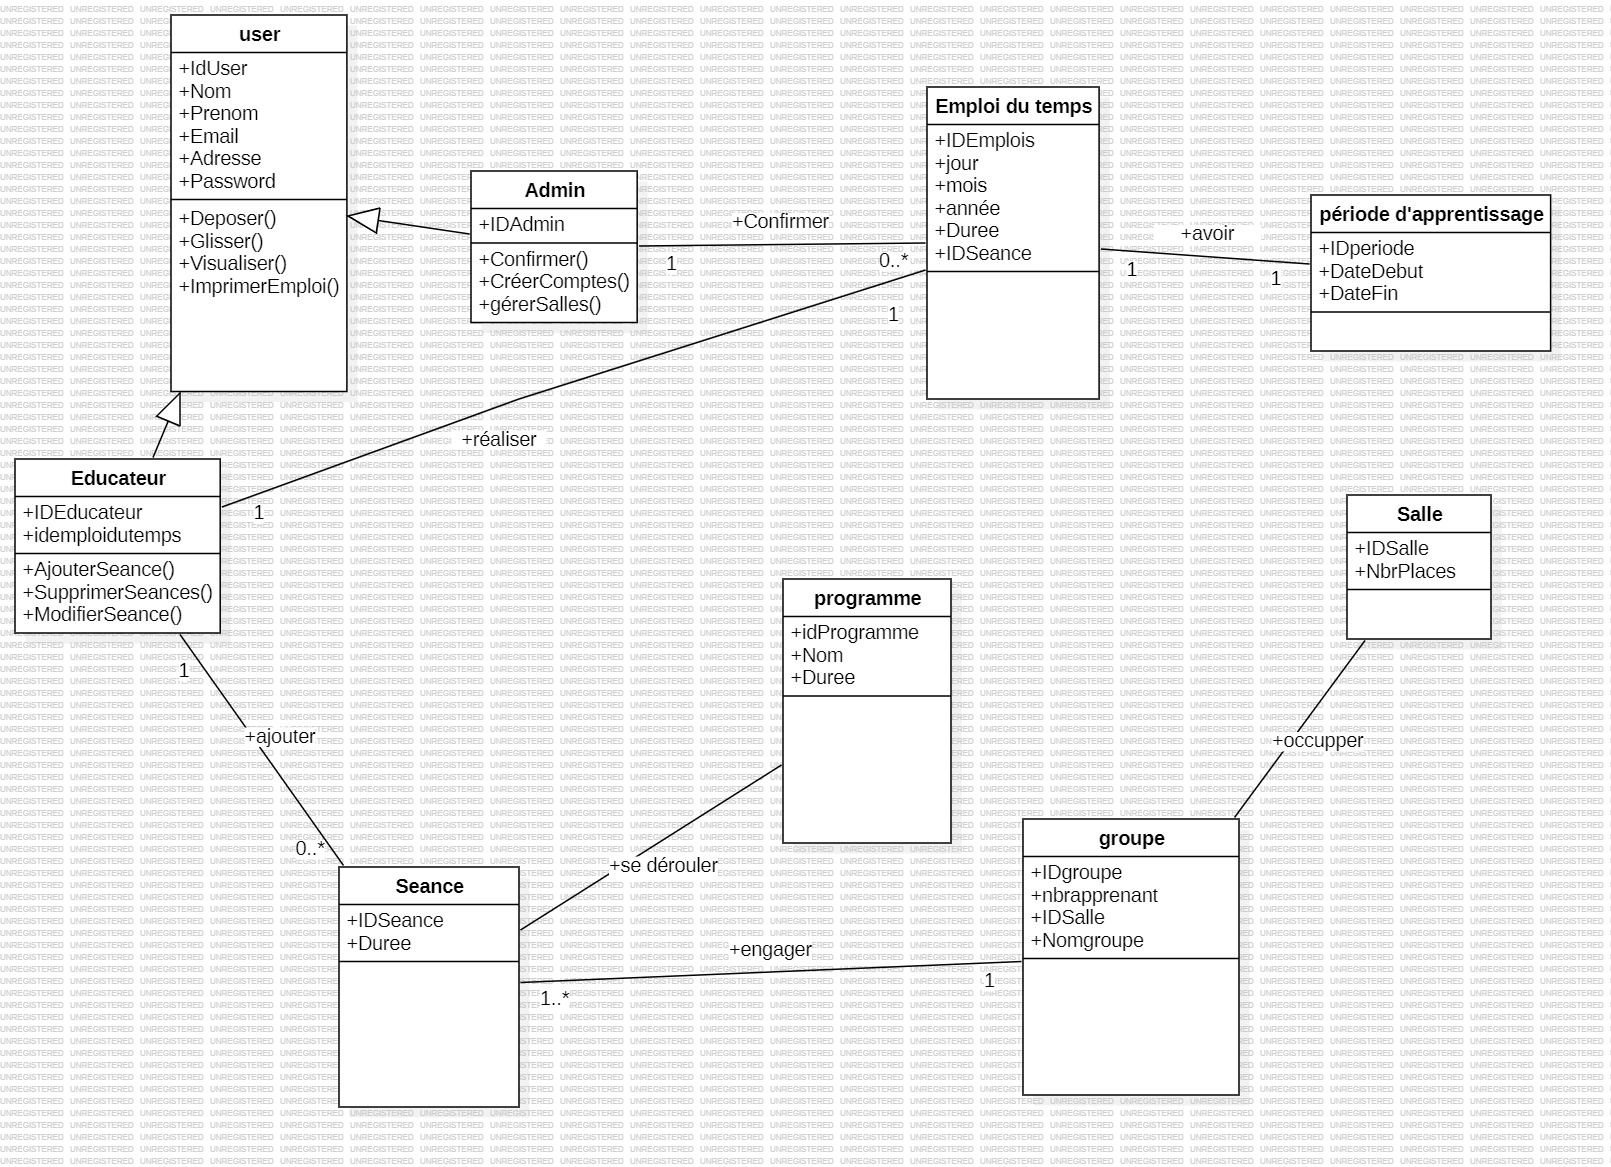 user
+IdUser
+Nom
+Prenom
+Email
+Adresse
+Password
+Deposer()
+Glisser()
+Visualiser()
+ImprimerEmploi()
Admin
+IDAdmin
+Confirmer()
+CréerComptes()
+gérerSalles()
+Confirmer
1
0..*
Emploi du temps
+IDEmplois
+jour
+mois
+année
+Duree
+IDSeance
+avoir
1
1
période d'apprentissage
+IDperiode
+DateDebut
+DateFin
1
+réaliser
1
Educateur
+IDEducateur
+idemploidutemps
+AjouterSeance()
+SupprimerSeances()
+ModifierSeance()
1
+ajouter
0..*
Salle
+IDSalle
+NbrPlaces
programme
+idProgramme
+Nom
+Duree
+occupper
+se dérouler
Seance
+IDSeance
+Duree
+engager
1..*
1
groupe
+IDgroupe
+nbrapprenant
+IDSalle
+Nomgroupe
UNREGISTERED